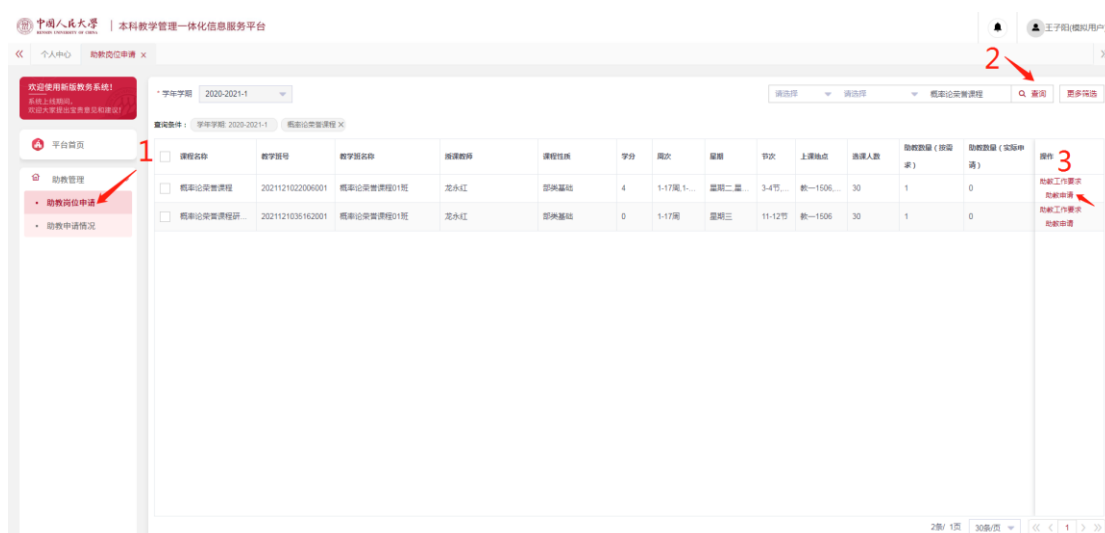 中国人民大学 | 本科教学管理一体化信息服务平台
RENMIN UNIVERSITY OF CHINA
王子阳(模拟用户
个人中心 助教岗位申请 ×
2
欢迎使用新版教务系统!
系统上线期间,
欢迎大家提出宝贵意见和建议!
* 学年学期 2020-2021-1 请选择 请选择 概率论荣誉课程 查询 更多筛选
查询条件: 学年学期: 2020-2021-1 概率论荣誉课程 ×
平台首页
助教管理
1
助教岗位申请
助教申请情况
课程名称 教学班号 教学班名称 授课教师 课程性质 学分 周次 星期 节次 上课地点 选课人数 助教数量(按需求) 助教数量(实际申请) 操作
3
概率论荣誉课程 2021121022006001 概率论荣誉课程01班 龙永红 部类基础 4 1-17周,1-... 星期二,星... 3-4节,... 教一1506,... 30 1 0 助教工作要求
助教申请
概率论荣誉课程研... 2021121035162001 概率论荣誉课程01班 龙永红 部类基础 0 1-17周 星期三 11-12节 教一1506 30 1 0 助教工作要求
助教申请
2条/ 1页 30条/页 1